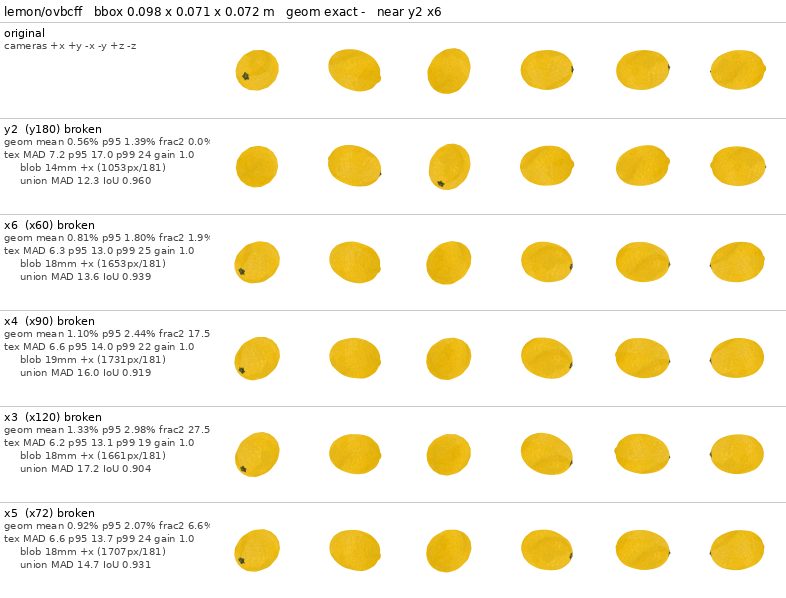 lemon/ovbcff   bbox 0.098 x 0.071 x 0.072 m   geom exact -   near y2 x6
original
cameras +x +y -x -y +z -z
y2  (y180) broken
geom mean 0.56% p95 1.39% frac2 0.0%
tex MAD 7.2 p95 17.0 p99 24 gain 1.0
blob 14mm +x (1053px/181)
union MAD 12.3 IoU 0.960
x6  (x60) broken
geom mean 0.81% p95 1.80% frac2 1.9%
tex MAD 6.3 p95 13.0 p99 25 gain 1.0
blob 18mm +x (1653px/181)
union MAD 13.6 IoU 0.939
x4  (x90) broken
geom mean 1.10% p95 2.44% frac2 17.5
tex MAD 6.6 p95 14.0 p99 22 gain 1.0
blob 19mm +x (1731px/181)
union MAD 16.0 IoU 0.919
x3  (x120) broken
geom mean 1.33% p95 2.98% frac2 27.5
tex MAD 6.2 p95 13.1 p99 19 gain 1.0
blob 18mm +x (1661px/181)
union MAD 17.2 IoU 0.904
x5  (x72) broken
geom mean 0.92% p95 2.07% frac2 6.6%
tex MAD 6.6 p95 13.7 p99 24 gain 1.0
blob 18mm +x (1707px/181)
union MAD 14.7 IoU 0.931